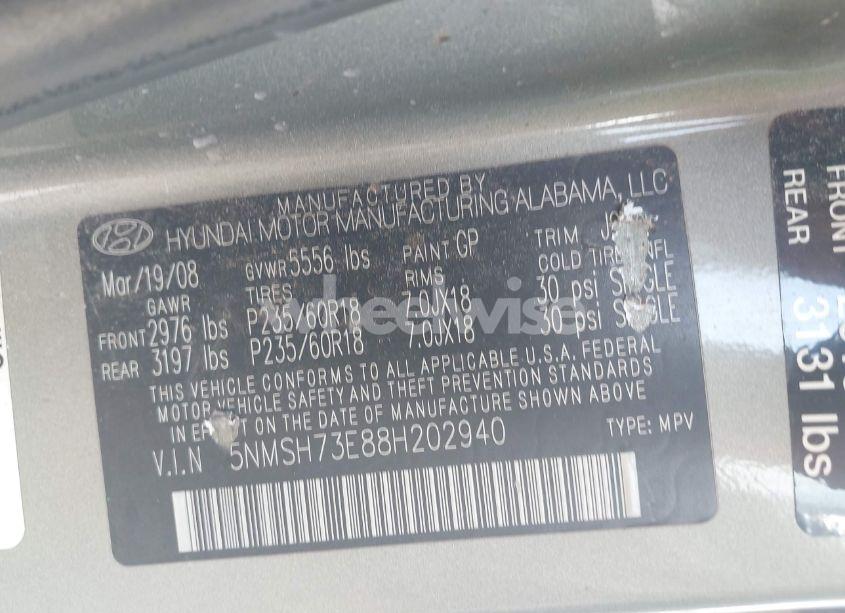 MANUFACTURED BY
HYUNDAI MOTOR MANUFACTURING ALABAMA, LLC
Mar/19/08 GVWR 5556 lbs PAINT GP TRIM
GAWR TIRES RIMS COLD TIRE INFL
FRONT 2976 lbs P235/60R18 7.0JX18 30 psi SINGLE
REAR 3197 lbs P235/60R18 7.0JX18 30 psi SINGLE
THIS VEHICLE CONFORMS TO ALL APPLICABLE U.S.A. FEDERAL
MOTOR VEHICLE SAFETY AND THEFT PREVENTION STANDARDS
IN EFFECT ON THE DATE OF MANUFACTURE SHOWN ABOVE
V.I.N 5NMSH73E88H202940 TYPE: MPV
wheelwise
FRONT
REAR 3131 lbs